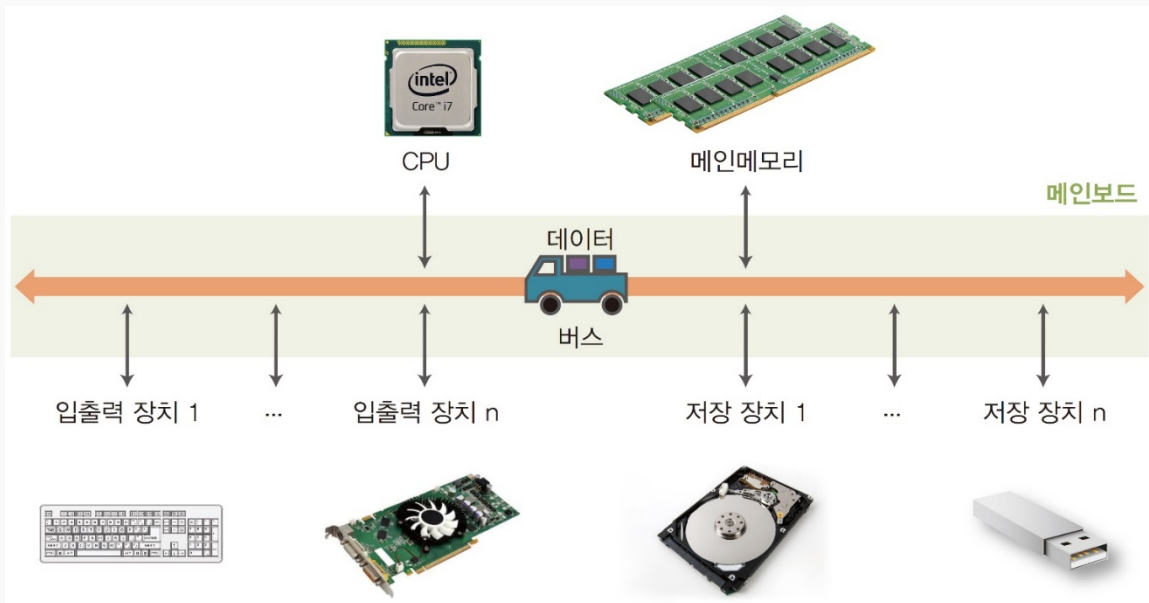 intel
Core™ i7
CPU
메인메모리
메인보드
데이터
버스
입출력 장치 1
...
입출력 장치 n
저장 장치 1
...
저장 장치 n